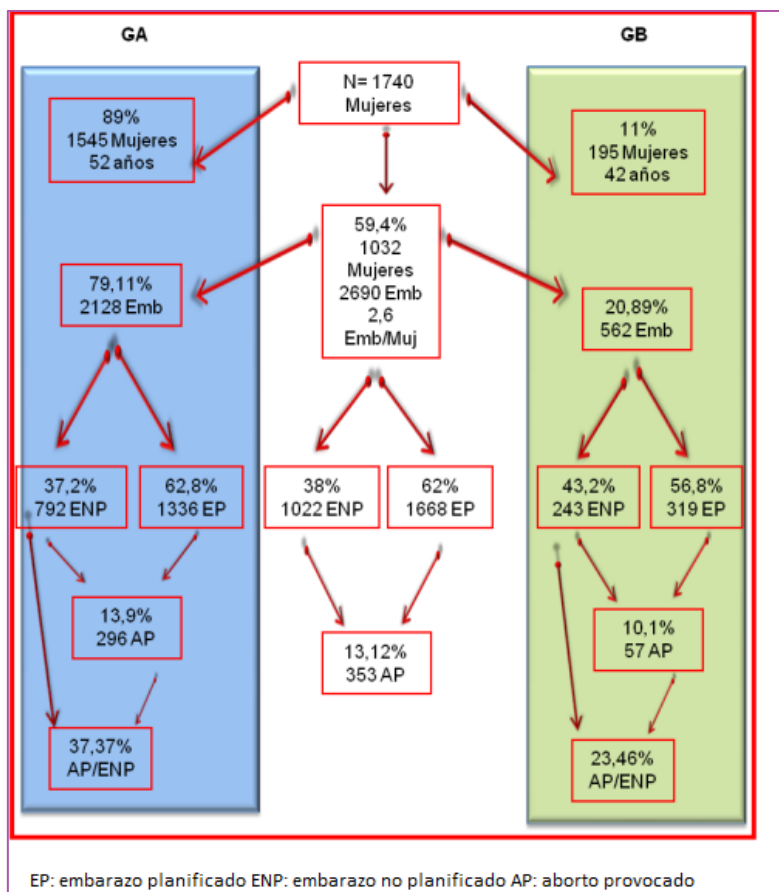 GA
GB
N= 1740
Mujeres
89%
1545 Mujeres
52 años
11%
195 Mujeres
42 años
59,4%
1032
Mujeres
2690 Emb
2,6
Emb/Muj
79,11%
2128 Emb
20,89%
562 Emb
37,2%
792 ENP
62,8%
1336 EP
38%
1022 ENP
62%
1668 EP
43,2%
243 ENP
56,8%
319 EP
13,9%
296 AP
13,12%
353 AP
10,1%
57 AP
37,37%
AP/ENP
23,46%
AP/ENP
EP: embarazo planificado ENP: embarazo no planificado AP: aborto provocado